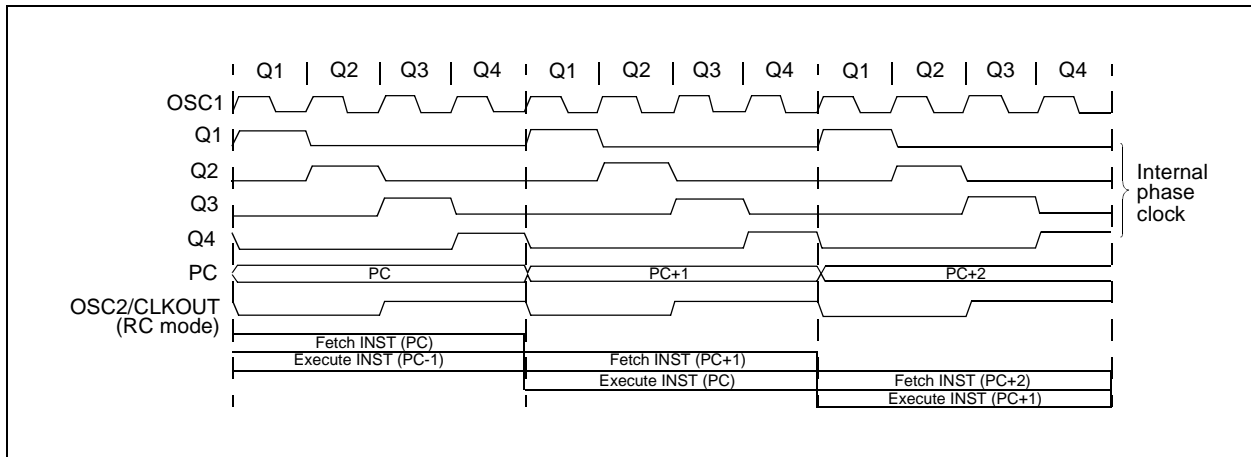 Q1 Q2 Q3 Q4 Q1 Q2 Q3 Q4 Q1 Q2 Q3 Q4
OSC1
Q1
Q2
Q3
Q4
Internal
phase
clock
PC PC PC+1 PC+2
OSC2/CLKOUT
(RC mode)
Fetch INST (PC)
Execute INST (PC-1) Fetch INST (PC+1)
Execute INST (PC) Fetch INST (PC+2)
Execute INST (PC+1)